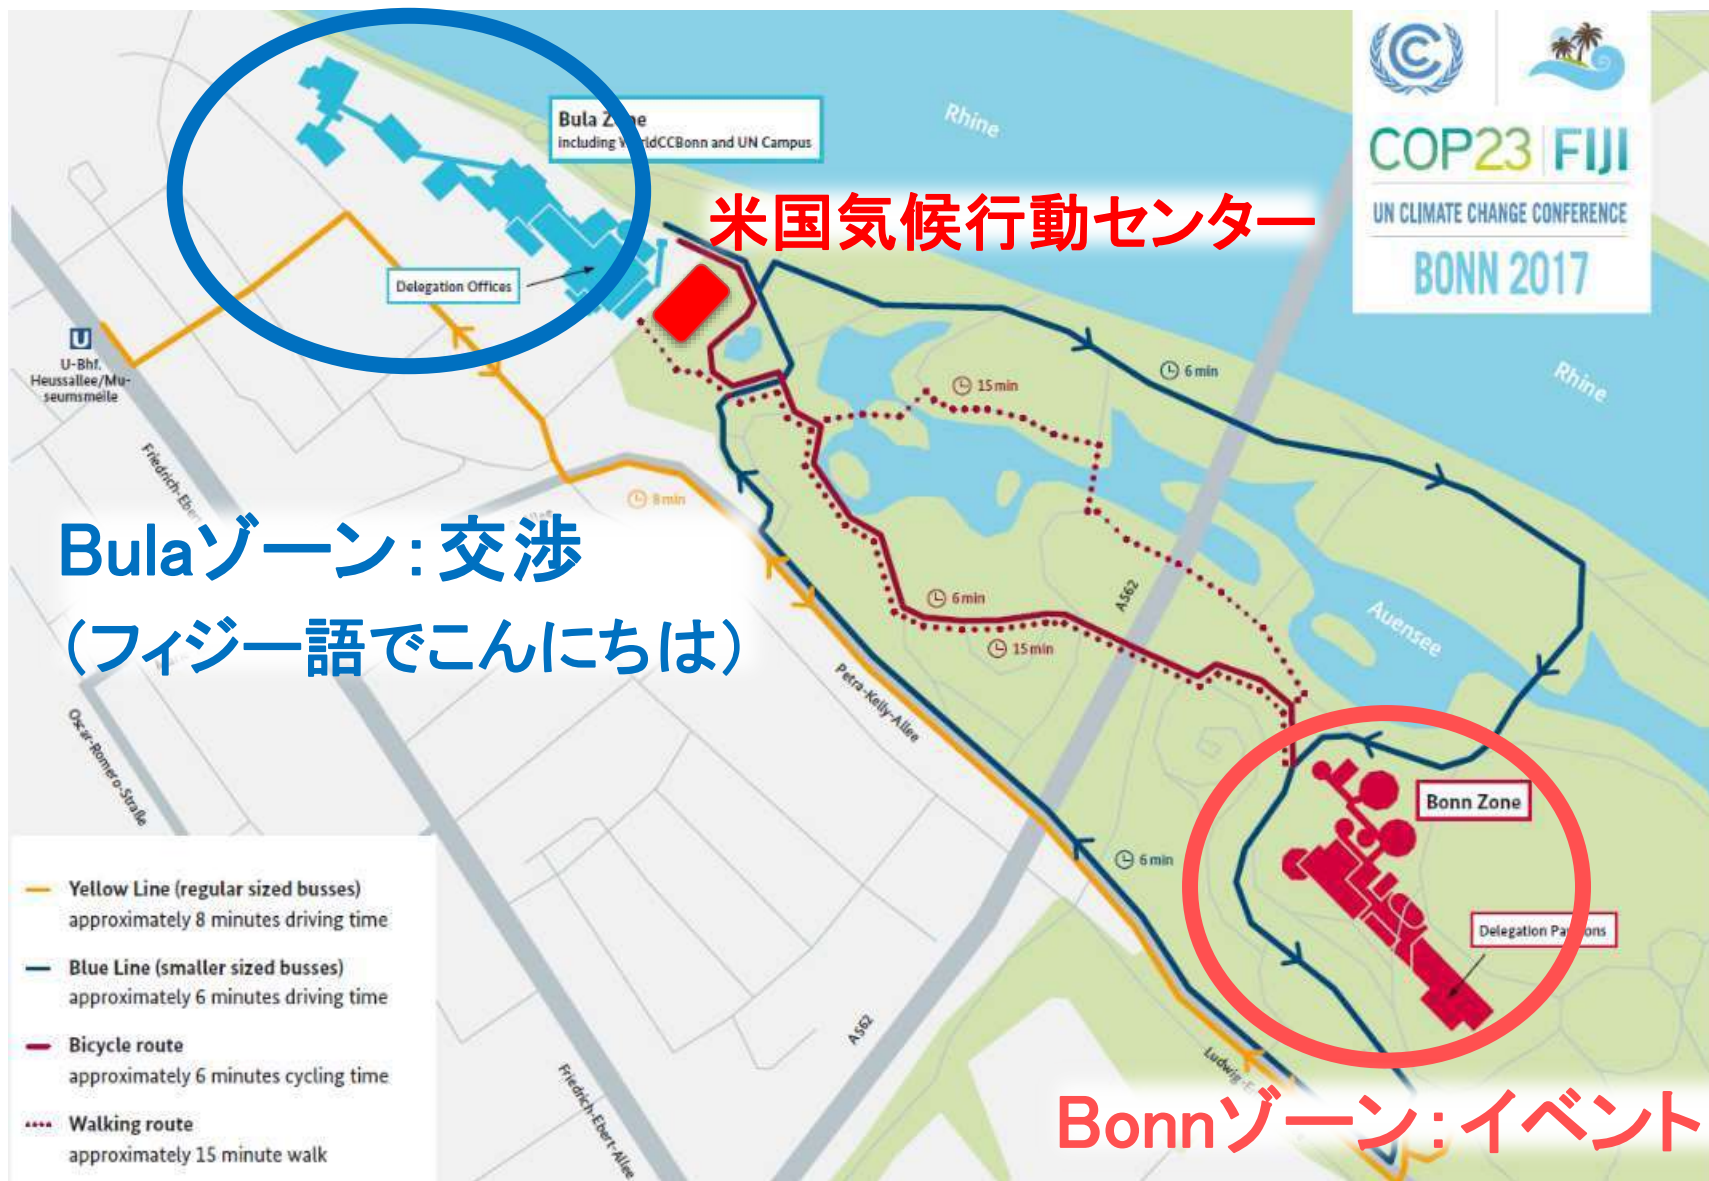 Bula Zone
including WorldCCBonn and UN Campus
Rhine
COP23 FIJI
UN CLIMATE CHANGE CONFERENCE
BONN 2017
米国気候行動センター
Delegation Offices
U
U-Bhf.
Heussallee/Mu-
seumsmeile
6 min
15 min
Rhine
8 min
Friedrich-Eber
Allee
Bulaゾーン：交渉
（フィジー語でこんにちは）
A562
6 min
15 min
Auensee
Petra-Kelly-Allee
Oscar-Romero-Straße
Bonn Zone
6 min
Delegation Pavilions
Yellow Line (regular sized busses)
approximately 8 minutes driving time
Blue Line (smaller sized busses)
approximately 6 minutes driving time
Bicycle route
approximately 6 minutes cycling time
Walking route
approximately 15 minute walk
A562
Friedrich-Ebert-Allee
Ludwig-E
Bonnゾーン：イベント